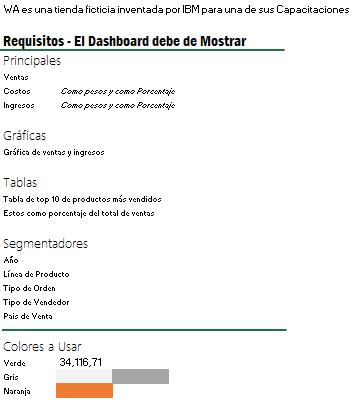 WA es una tienda ficticia inventada por IBM para una de sus Capacitaciones
Requisitos - El Dashboard debe de Mostrar
Principales
Ventas
Costos Como pesos y como Porcentaje
Ingresos Como pesos y como Porcentaje
Gráficas
Gráfica de ventas y ingresos
Tablas
Tabla de top 10 de productos más vendidos
Estos como porcentaje del total de ventas
Segmentadores
Año
Línea de Producto
Tipo de Orden
Tipo de Vendedor
País de Venta
Colores a Usar
Verde 34,116,71
Gris
Naranja